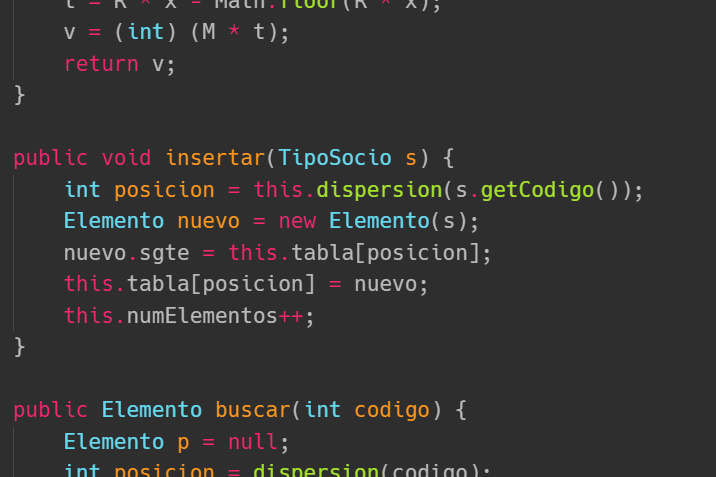 t = R * x - Math.floor(R * x);
v = (int) (M * t);
return v;
}
public void insertar(TipoSocio s) {
int posicion = this.dispersion(s.getCodigo());
Elemento nuevo = new Elemento(s);
nuevo.sgte = this.tabla[posicion];
this.tabla[posicion] = nuevo;
this.numElementos++;
}
public Elemento buscar(int codigo) {
Elemento p = null;
int posicion = dispersion(codigo);